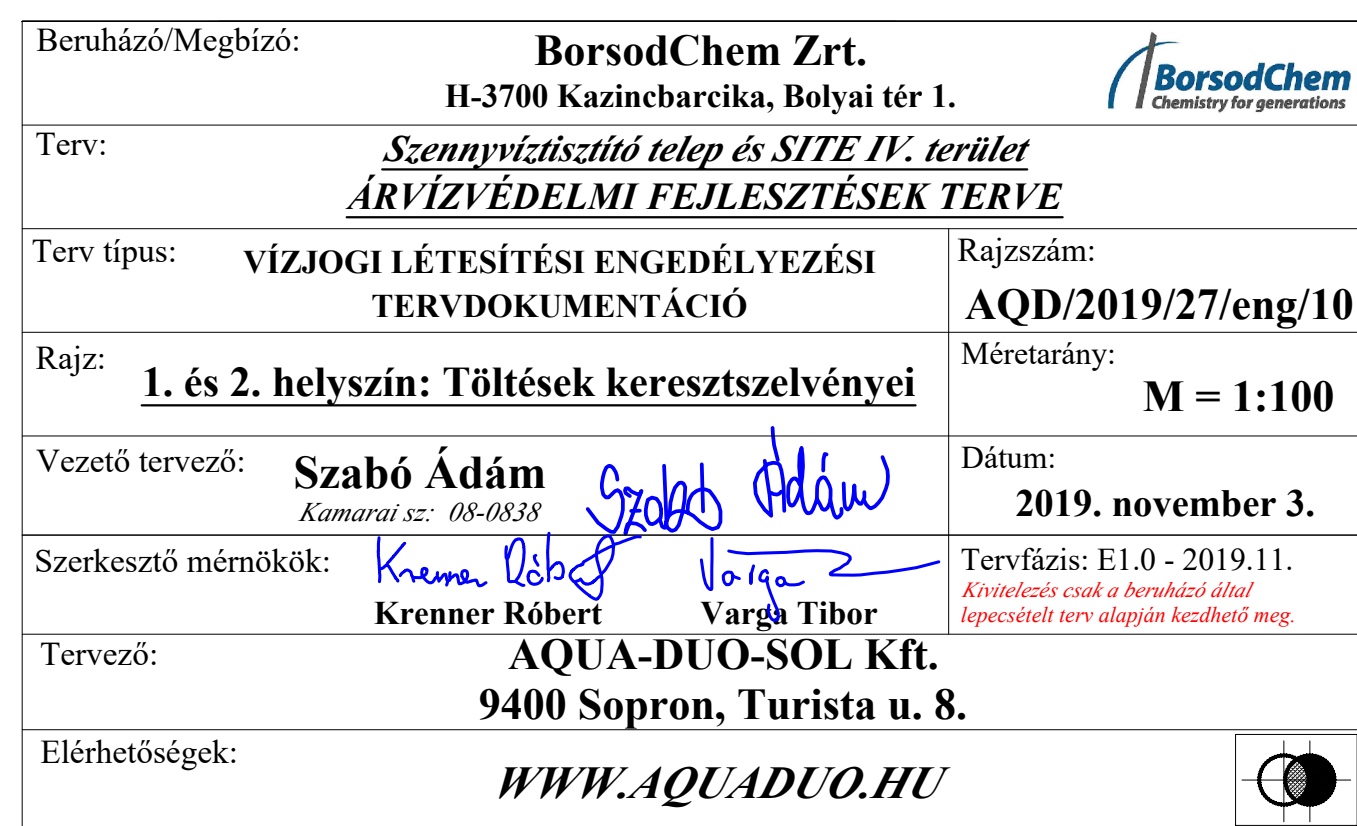 Beruházó/Megbízó:
BorsodChem Zrt.
H-3700 Kazincbarcika, Bolyai tér 1.
BorsodChem
Chemistry for generations
Terv:
Szennyvíztisztító telep és SITE IV. terület
ÁRVÍZVÉDELMI FEJLESZTÉSEK TERVE
Terv típus:
VÍZJOGI LÉTESÍTÉSI ENGEDÉLYEZÉSI
TERVDOKUMENTÁCIÓ
Rajzszám:
AQD/2019/27/eng/10
Rajz:
1. és 2. helyszín: Töltések keresztszelvényei
Méretarány:
M = 1:100
Vezető tervező:
Szabó Ádám
Kamarai sz: 08-0838
Szabó Ádám
Dátum:
2019. november 3.
Szerkesztő mérnökök:
Krenner Róbert
Varga
Krenner Róbert
Varga Tibor
Tervfázis: E1.0 - 2019.11.
Kivitelezés csak a beruházó által
lepecsételt terv alapján kezdhető meg.
Tervező:
AQUA-DUO-SOL Kft.
9400 Sopron, Turista u. 8.
Elérhetőségek:
WWW.AQUADUO.HU